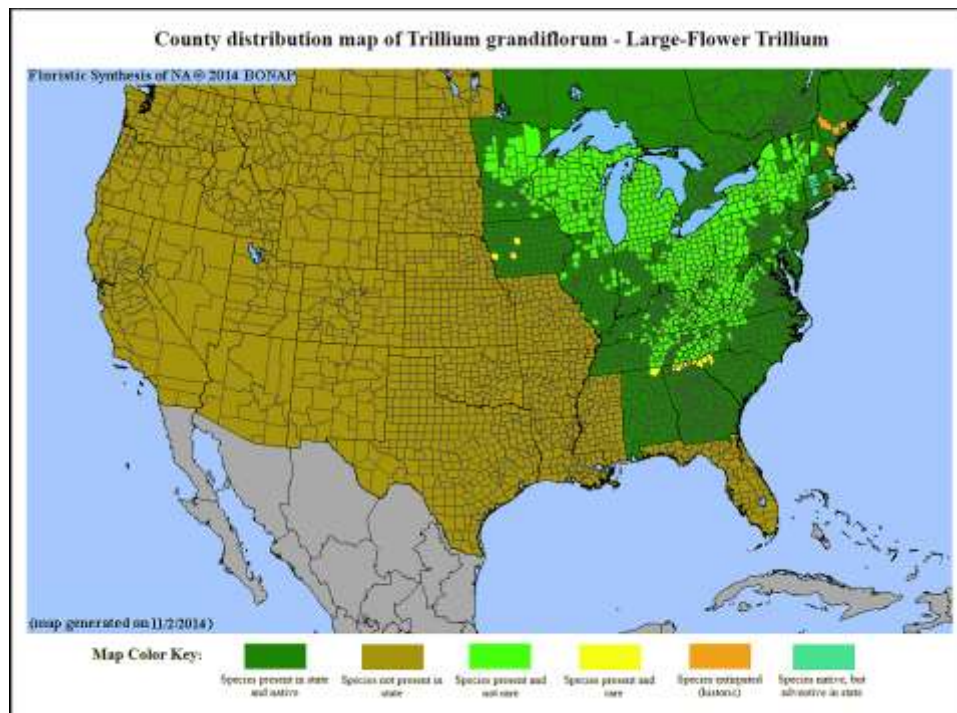 County distribution map of Trillium grandiflorum - Large-Flower Trillium
Floristic Synthesis of NA © 2014 BONAP
(map generated on 11/2/2014)
Map Color Key:
Species present in state
and native
Species not present in
state
Species present and
not rare
Species present and
rare
Species extirpated
(historic)
Species native, but
adventive in state